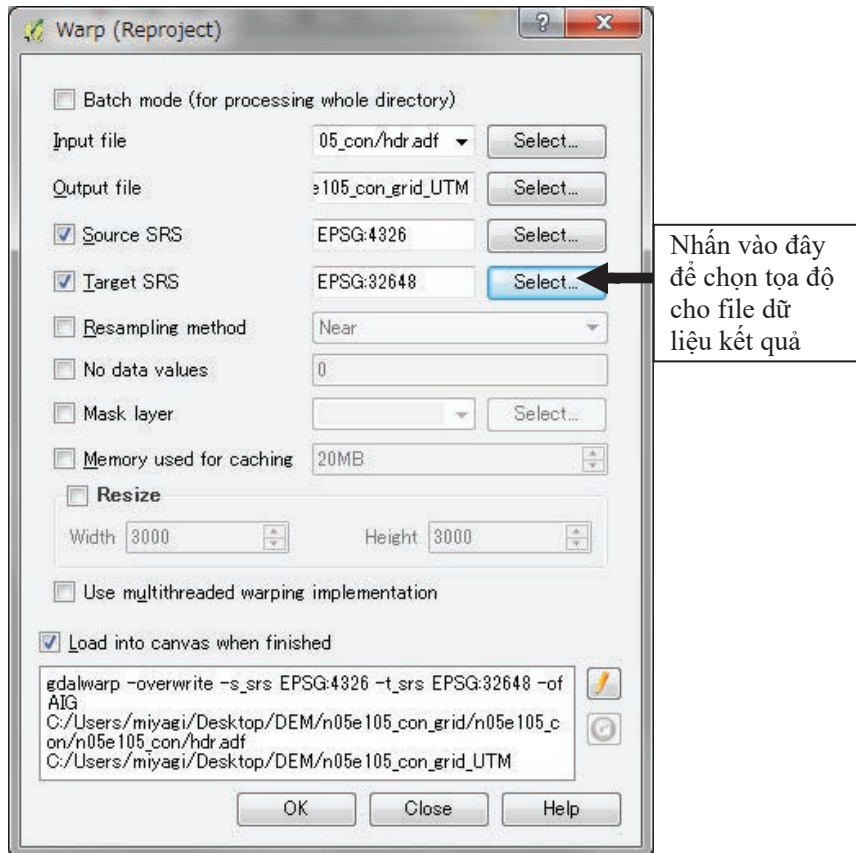 Warp (Reproject)
Batch mode (for processing whole directory)
Input file 05_con/hdr.adf Select...
Output file e105_con_grid_UTM Select...
Source SRS EPSG:4326 Select...
Target SRS EPSG:32648 Select...
Nhấn vào đây
để chọn tọa độ
cho file dữ
liệu kết quả
Resampling method Near
No data values 0
Mask layer Select...
Memory used for caching 20MB
Resize
Width 3000 Height 3000
Use multithreaded warping implementation
Load into canvas when finished
gdalwarp -overwrite -s_srs EPSG:4326 -t_srs EPSG:32648 -of
AIG
C:/Users/miyagi/Desktop/DEM/n05e105_con_grid/n05e105_c
on/n05e105_con/hdr.adf
C:/Users/miyagi/Desktop/DEM/n05e105_con_grid_UTM
OK Close Help